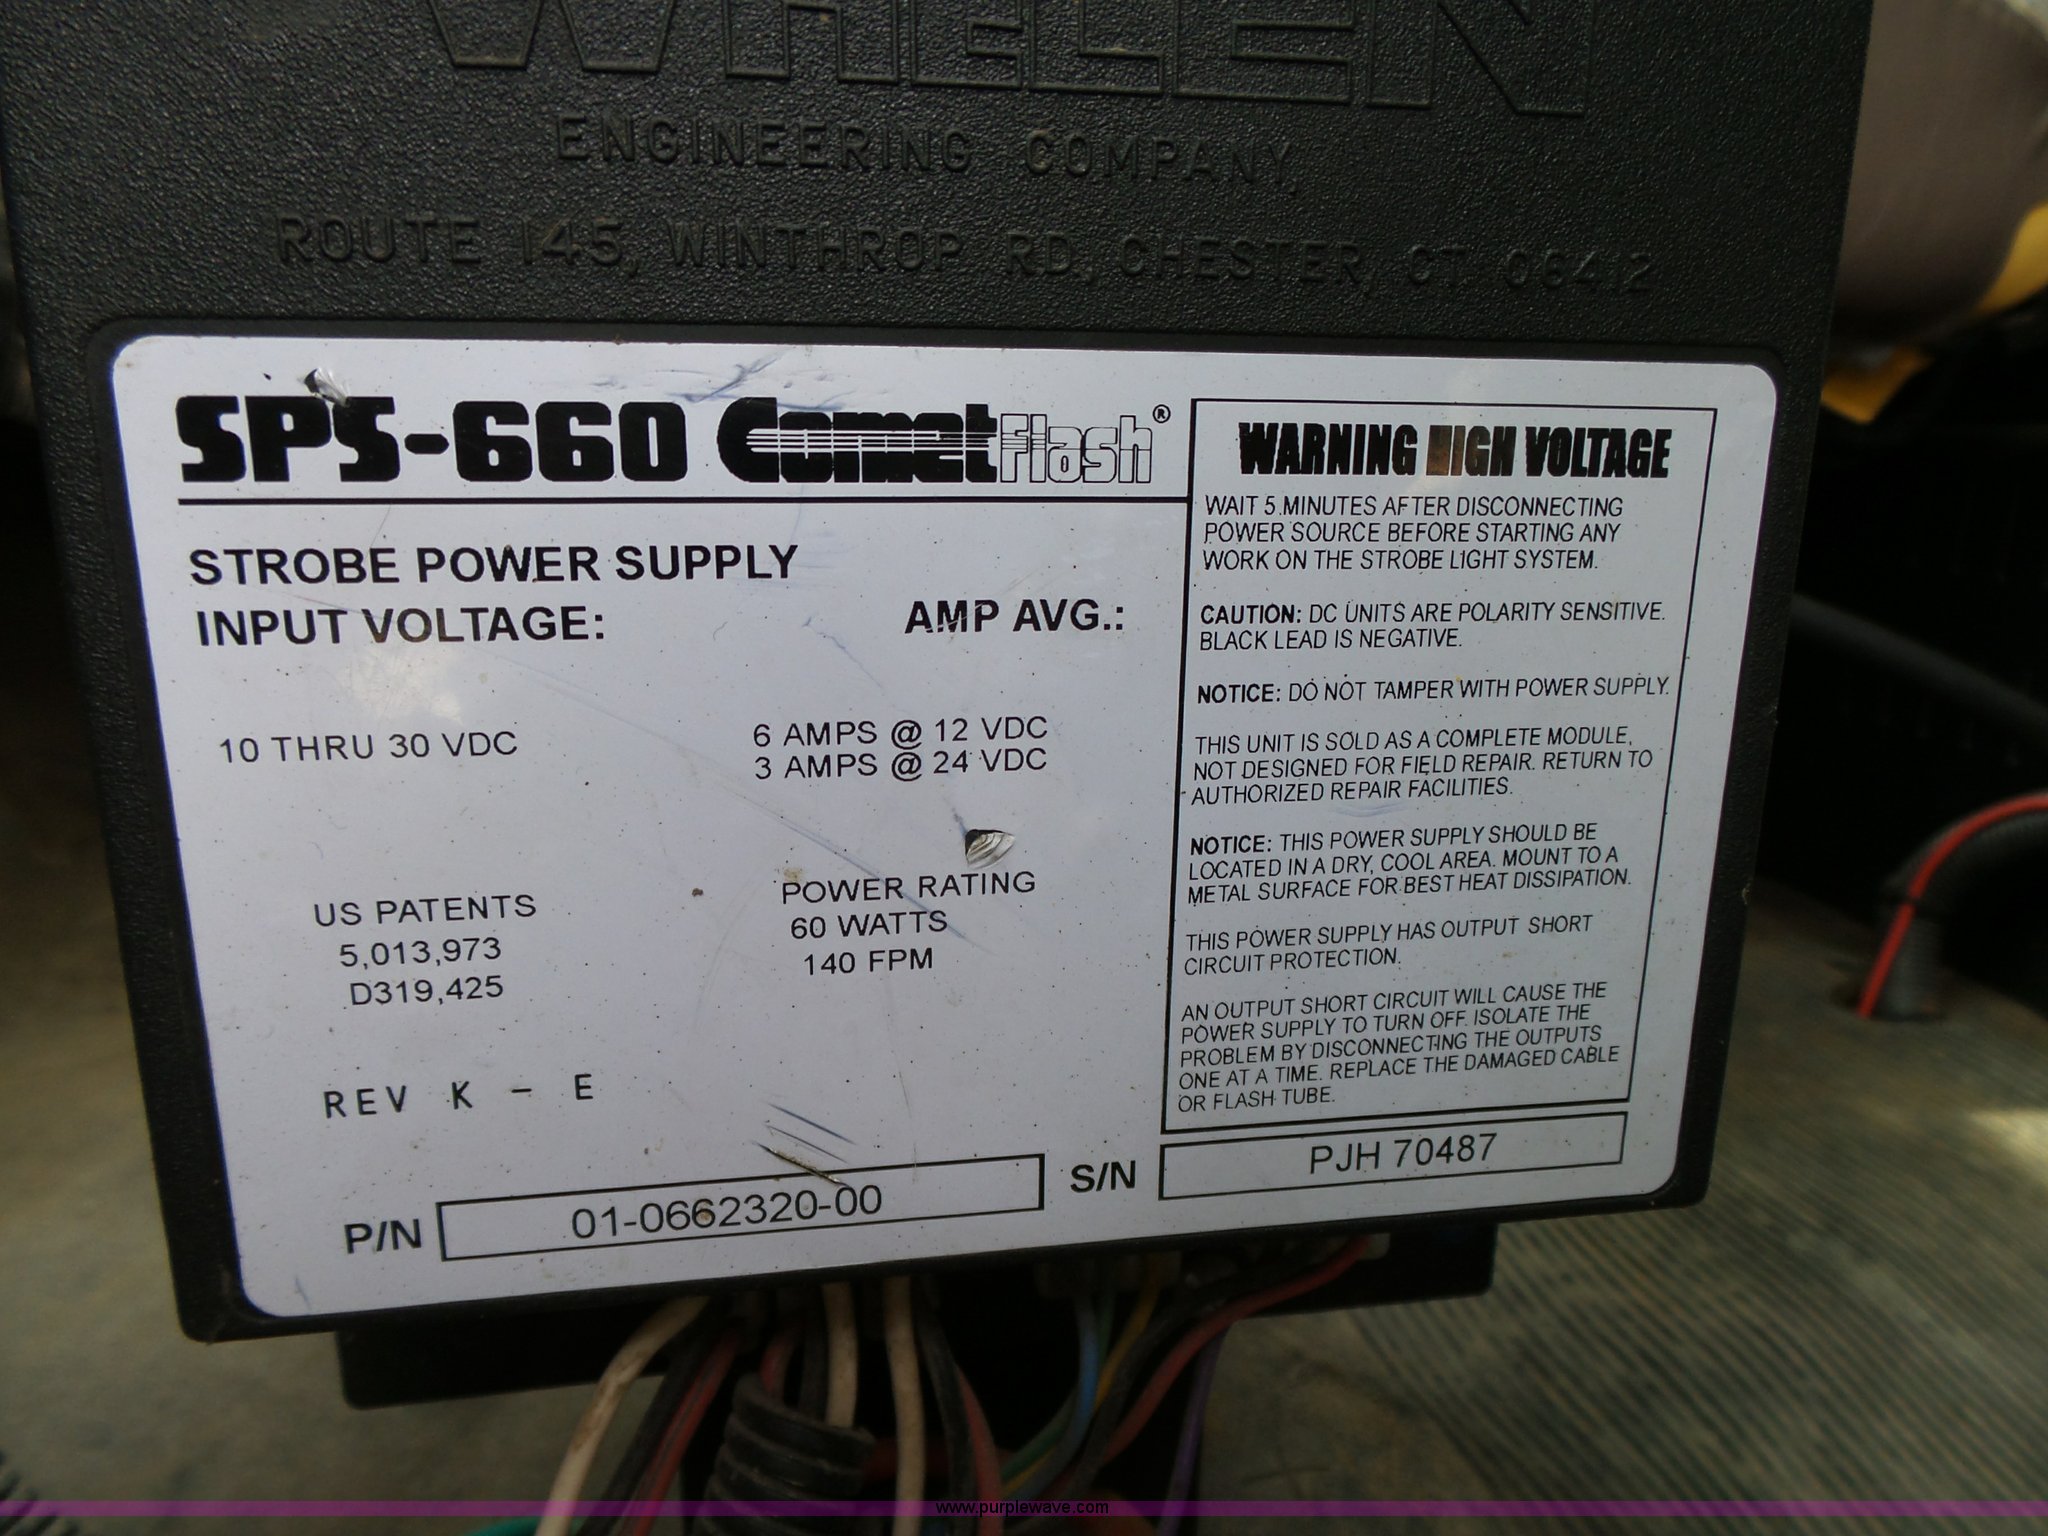 WHELEN
ENGINEERING COMPANY,
ROUTE 145, WINTHROP RD, CHESTER, CT 06412
SPS-660 Comet Flash®
STROBE POWER SUPPLY
INPUT VOLTAGE:
AMP AVG.:
10 THRU 30 VDC
6 AMPS @ 12 VDC
3 AMPS @ 24 VDC
US PATENTS
5,013,973
D319,425
POWER RATING
60 WATTS
140 FPM
REV K - E
P/N 01-0662320-00
WARNING HIGH VOLTAGE
WAIT 5 MINUTES AFTER DISCONNECTING
POWER SOURCE BEFORE STARTING ANY
WORK ON THE STROBE LIGHT SYSTEM.
CAUTION: DC UNITS ARE POLARITY SENSITIVE.
BLACK LEAD IS NEGATIVE.
NOTICE: DO NOT TAMPER WITH POWER SUPPLY.
THIS UNIT IS SOLD AS A COMPLETE MODULE,
NOT DESIGNED FOR FIELD REPAIR. RETURN TO
AUTHORIZED REPAIR FACILITIES.
NOTICE: THIS POWER SUPPLY SHOULD BE
LOCATED IN A DRY, COOL AREA. MOUNT TO A
METAL SURFACE FOR BEST HEAT DISSIPATION.
THIS POWER SUPPLY HAS OUTPUT SHORT
CIRCUIT PROTECTION.
AN OUTPUT SHORT CIRCUIT WILL CAUSE THE
POWER SUPPLY TO TURN OFF. ISOLATE THE
PROBLEM BY DISCONNECTING THE OUTPUTS
ONE AT A TIME. REPLACE THE DAMAGED CABLE
OR FLASH TUBE.
S/N PJH 70487
www.purplewave.com